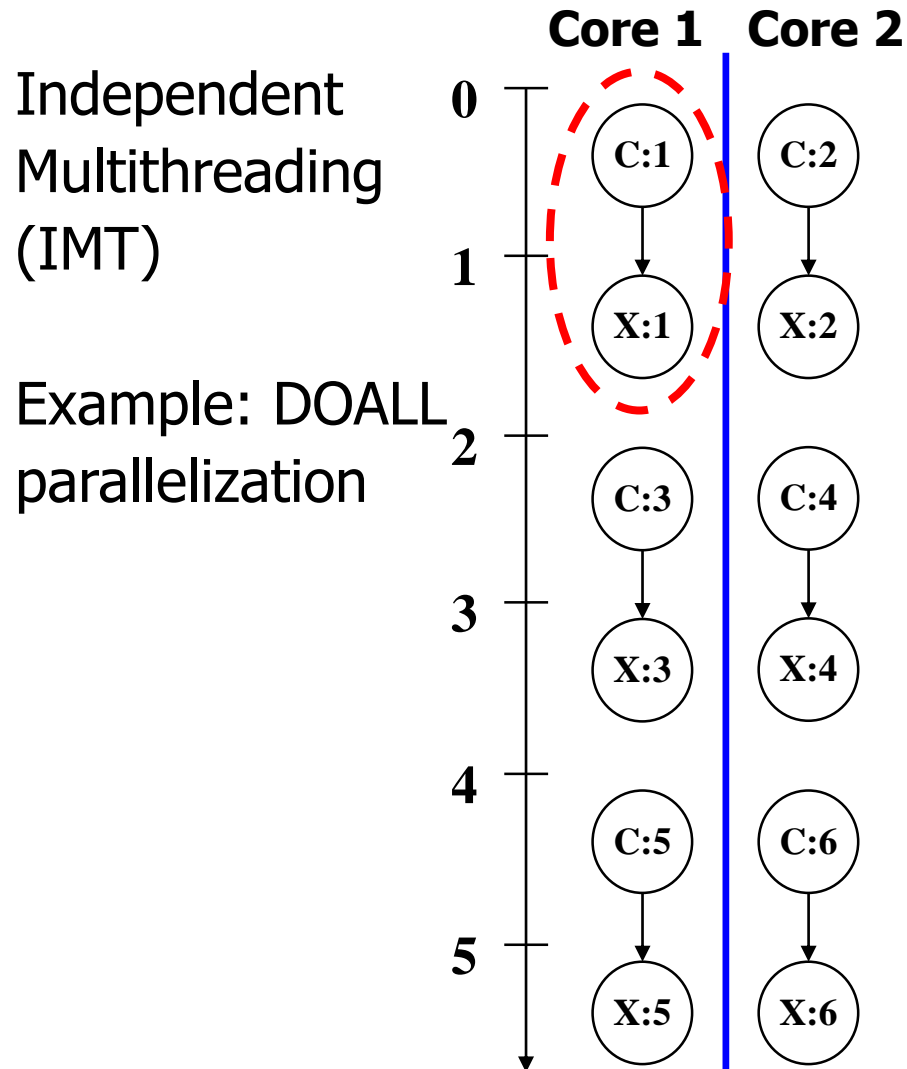 Core 1 Core 2
Independent
Multithreading
(IMT)
Example: DOALL
parallelization
0
C:1 C:2
1
X:1 X:2
2
C:3 C:4
3
X:3 X:4
4
C:5 C:6
5
X:5 X:6